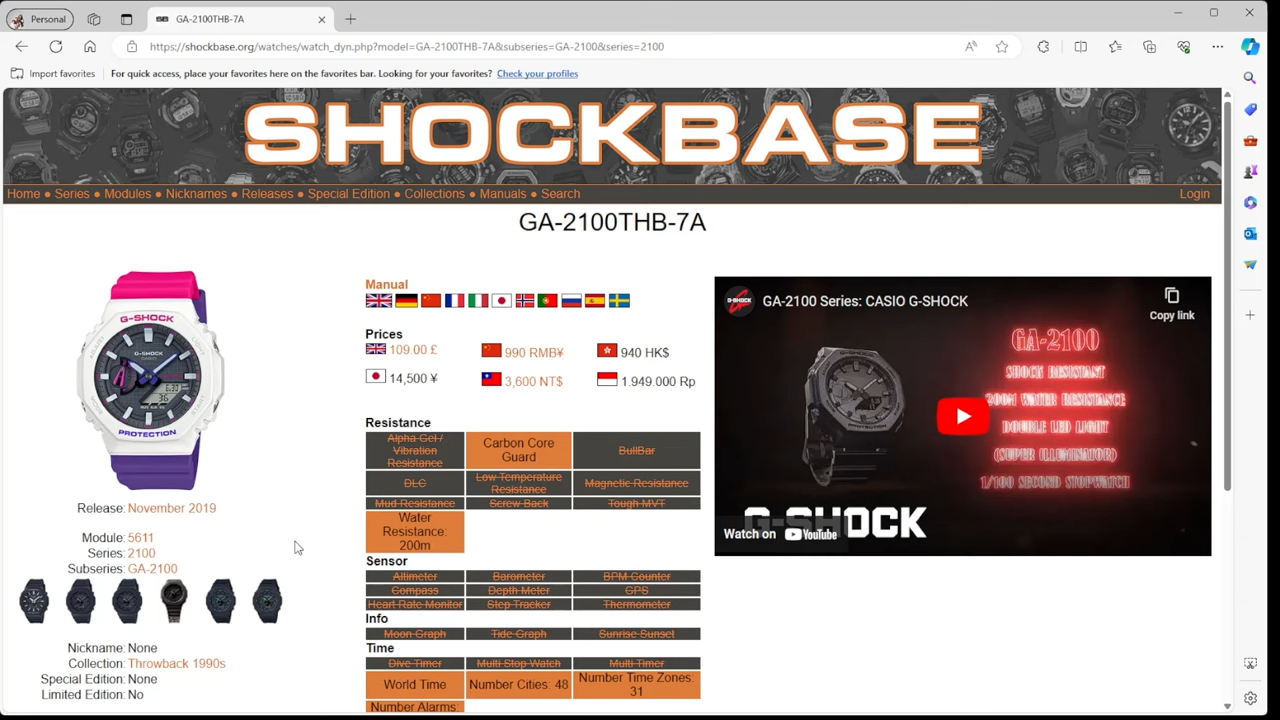 Personal
GA-2100THB-7A
https://shockbase.org/watches/watch_dyn.php?model=GA-2100THB-7A&subseries=GA-2100&series=2100
Import favorites
For quick access, place your favorites here on the favorites bar. Looking for your favorites? Check your profiles
SHOCKBASE
Home ● Series ● Modules ● Nicknames ● Releases ● Special Edition ● Collections ● Manuals ● Search
Login
GA-2100THB-7A
G-SHOCK
G-SHOCK
CASIO
PROTECTION
Release: November 2019
Module: 5611
Series: 2100
Subseries: GA-2100
Nickname: None
Collection: Throwback 1990s
Special Edition: None
Limited Edition: No
Manual
Prices
109.00 £
990 RMB¥
940 HK$
14,500 ¥
3,600 NT$
1.949.000 Rp
Resistance
Alpha Gel /
Vibration
Resistance
Carbon Core
Guard
BullBar
DLC
Low Temperature
Resistance
Magnetic Resistance
Mud Resistance
Screw Back
Tough MVT
Water
Resistance:
200m
Sensor
Altimeter
Barometer
BPM Counter
Compass
Depth Meter
GPS
Heart Rate Monitor
Step Tracker
Thermometer
Info
Moon Graph
Tide Graph
Sunrise Sunset
Time
Dive Timer
Multi Stop Watch
Multi Timer
World Time
Number Cities: 48
Number Time Zones:
31
Number Alarms:
G-SHOCK
GA-2100 Series: CASIO G-SHOCK
Copy link
GA-2100
SHOCK RESISTANT
200M WATER RESISTANCE
DOUBLE LED LIGHT
(SUPER ILLUMINATOR)
1/100 SECOND STOPWATCH
G-SHOCK
Watch on YouTube